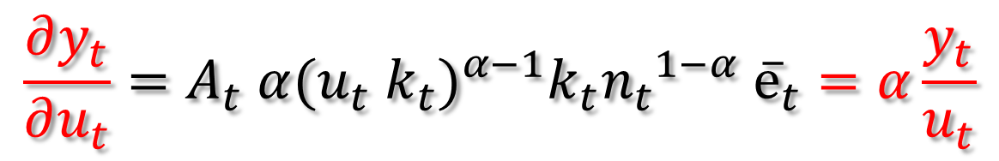 ∂y_t/∂u_t = A_t α(u_t k_t)^{α−1} k_t n_t^{1−α} ē_t = α y_t/u_t